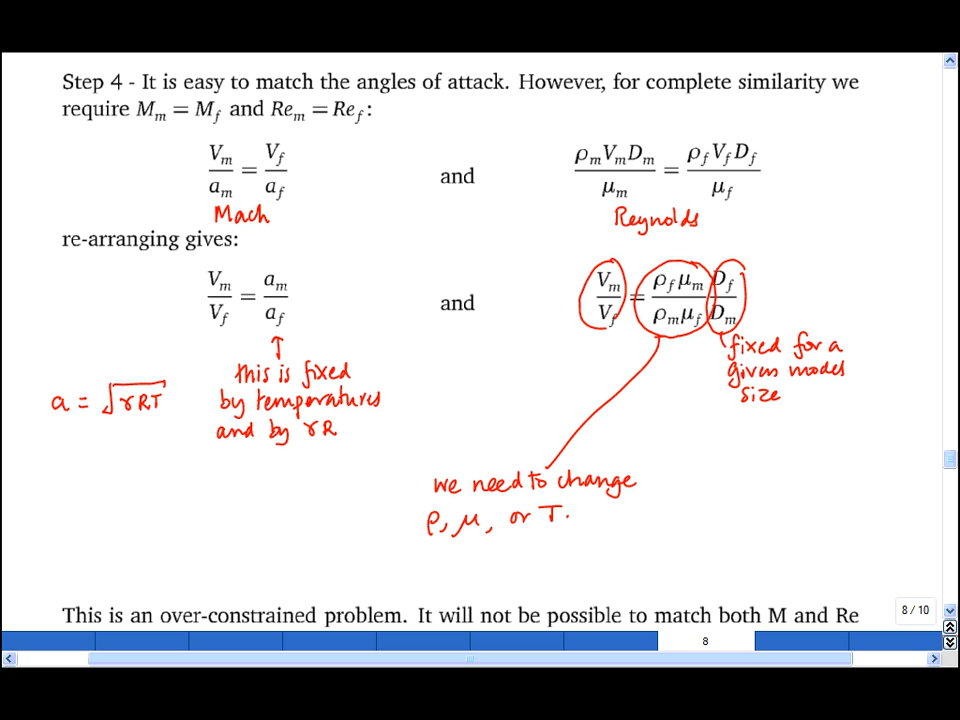 Step 4 - It is easy to match the angles of attack. However, for complete similarity we
require M_m = M_f and Re_m = Re_f:
V_m/a_m = V_f/a_f and ρ_m V_m D_m/μ_m = ρ_f V_f D_f/μ_f
Mach Reynolds
re-arranging gives:
V_m/V_f = a_m/a_f and V_m/V_f = ρ_f μ_m/ρ_m μ_f D_f/D_m
this is fixed
by temperatures
and by γR
a = √γRT
fixed for a
given model
size
we need to change
ρ, μ, or T.
This is an over-constrained problem. It will not be possible to match both M and Re
8 / 10
8